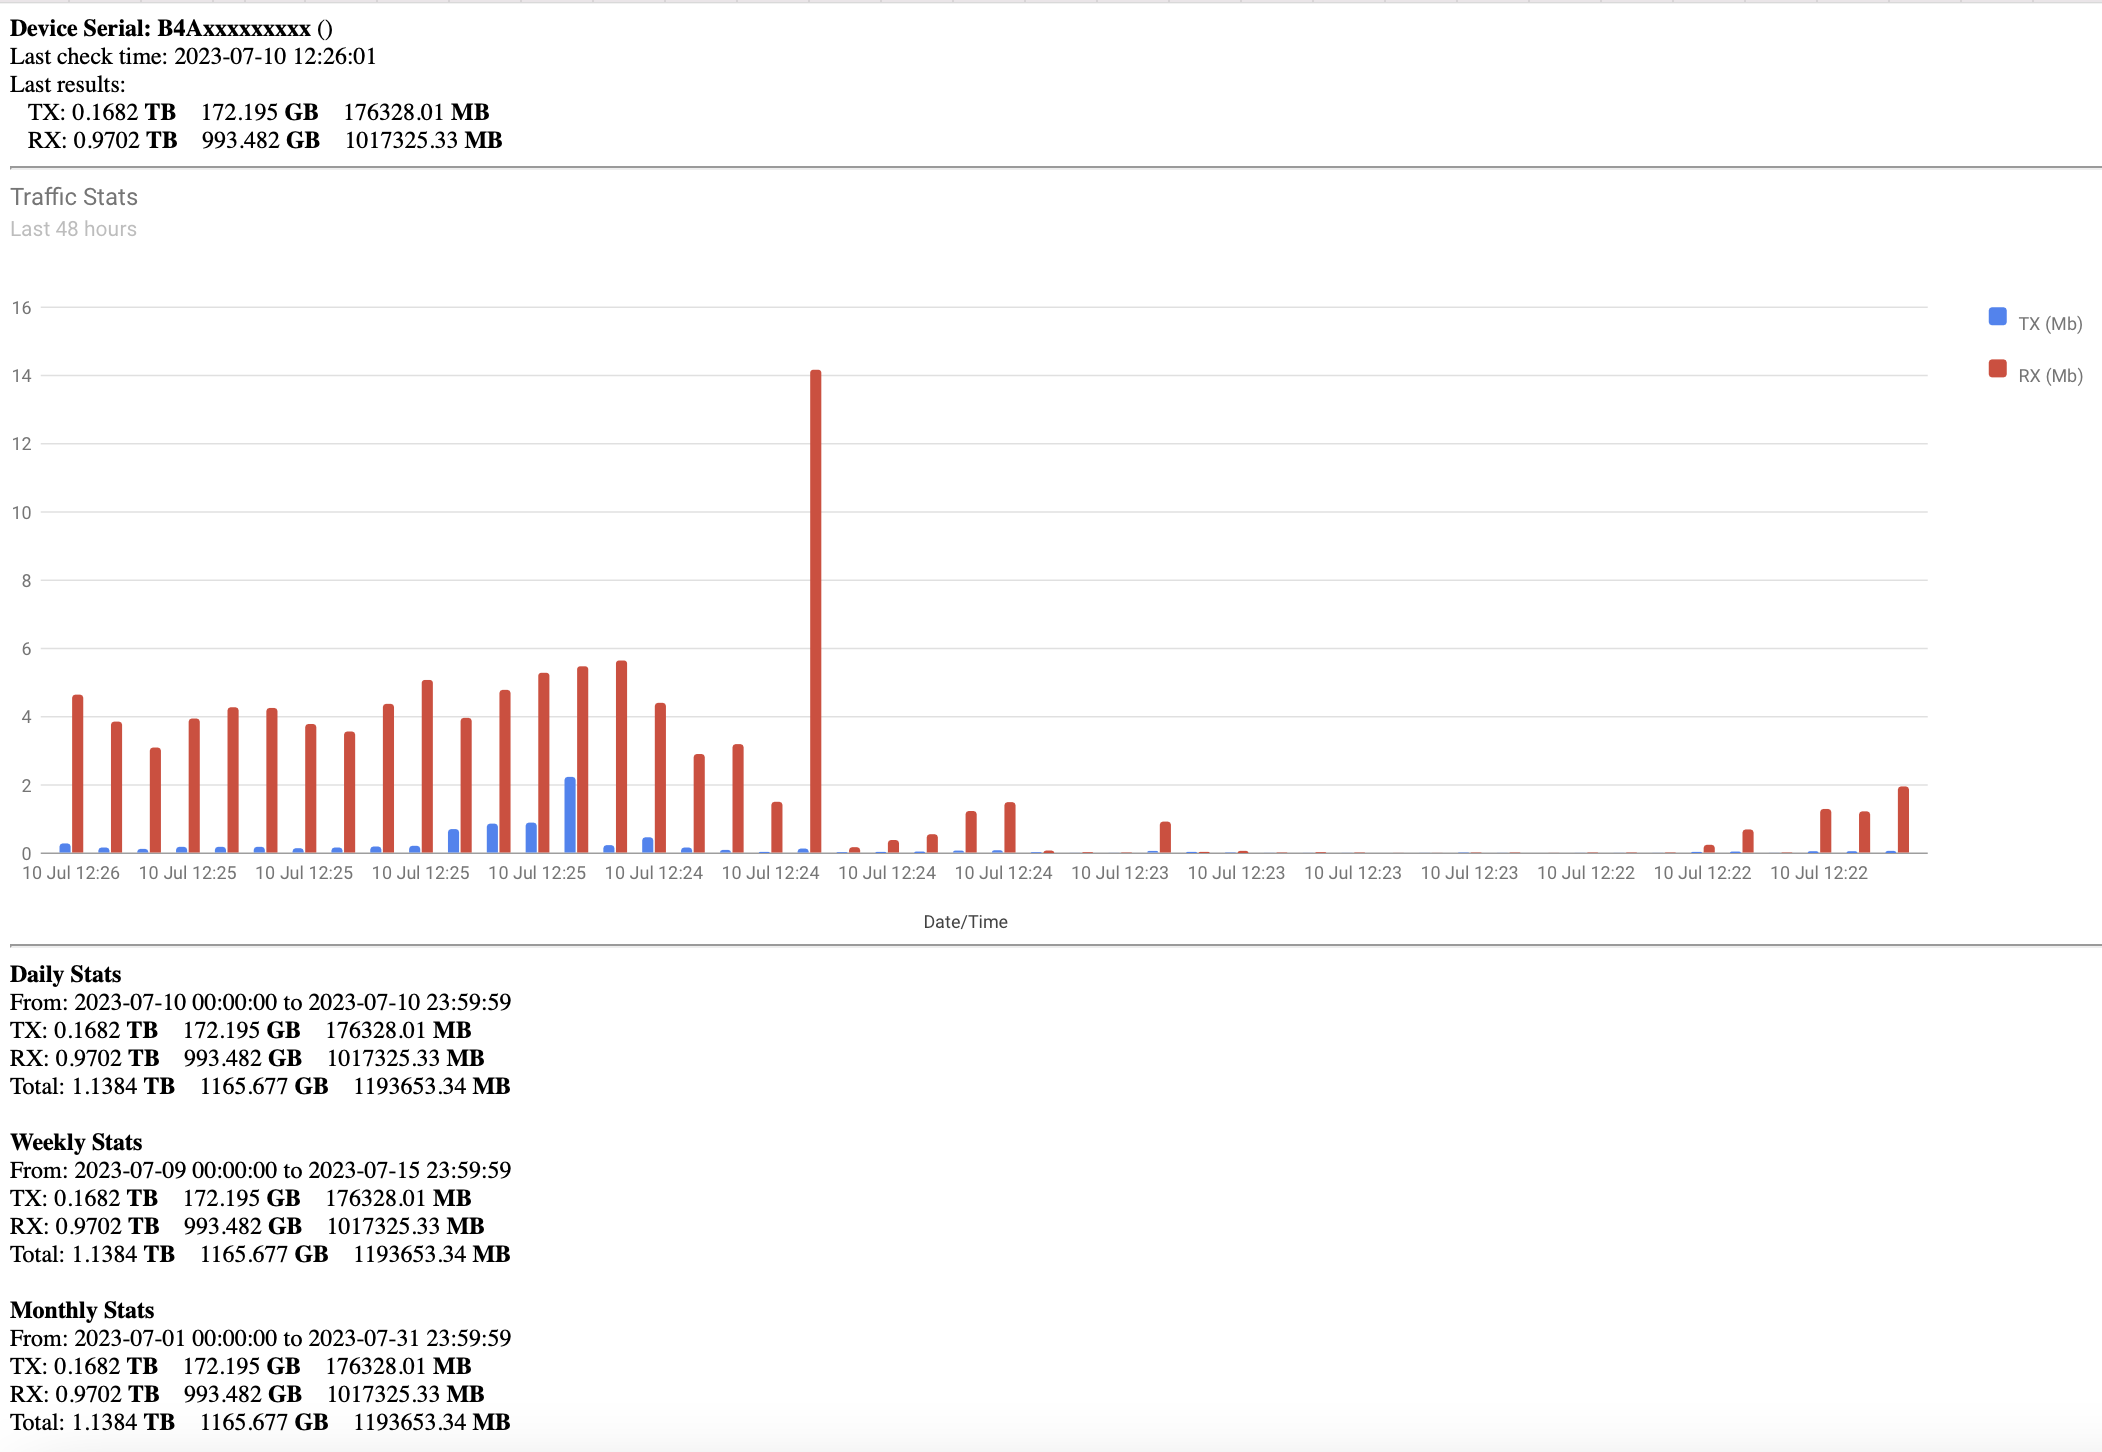 Device Serial: B4Axxxxxxxxx ()
Last check time: 2023-07-10 12:26:01
Last results:
TX: 0.1682 TB 172.195 GB 176328.01 MB
RX: 0.9702 TB 993.482 GB 1017325.33 MB
Traffic Stats
Last 48 hours
16
14
12
10
8
6
4
2
0
TX (Mb)
RX (Mb)
10 Jul 12:26 10 Jul 12:25 10 Jul 12:25 10 Jul 12:25 10 Jul 12:25 10 Jul 12:24 10 Jul 12:24 10 Jul 12:24 10 Jul 12:24 10 Jul 12:23 10 Jul 12:23 10 Jul 12:23 10 Jul 12:23 10 Jul 12:22 10 Jul 12:22 10 Jul 12:22
Date/Time
Daily Stats
From: 2023-07-10 00:00:00 to 2023-07-10 23:59:59
TX: 0.1682 TB 172.195 GB 176328.01 MB
RX: 0.9702 TB 993.482 GB 1017325.33 MB
Total: 1.1384 TB 1165.677 GB 1193653.34 MB
Weekly Stats
From: 2023-07-09 00:00:00 to 2023-07-15 23:59:59
TX: 0.1682 TB 172.195 GB 176328.01 MB
RX: 0.9702 TB 993.482 GB 1017325.33 MB
Total: 1.1384 TB 1165.677 GB 1193653.34 MB
Monthly Stats
From: 2023-07-01 00:00:00 to 2023-07-31 23:59:59
TX: 0.1682 TB 172.195 GB 176328.01 MB
RX: 0.9702 TB 993.482 GB 1017325.33 MB
Total: 1.1384 TB 1165.677 GB 1193653.34 MB